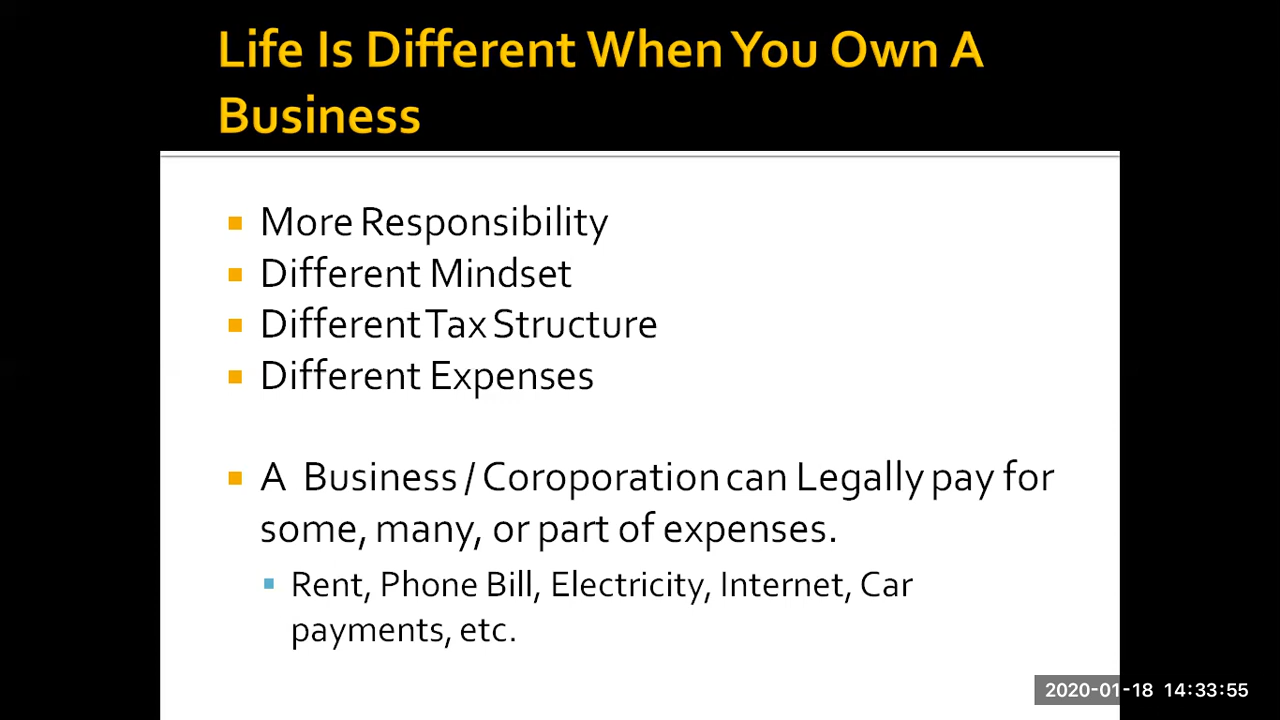 Life Is Different When You Own A
Business
More Responsibility
Different Mindset
Different Tax Structure
Different Expenses
A Business / Coroporation can Legally pay for
some, many, or part of expenses.
Rent, Phone Bill, Electricity, Internet, Car
payments, etc.
2020-01-18 14:33:55